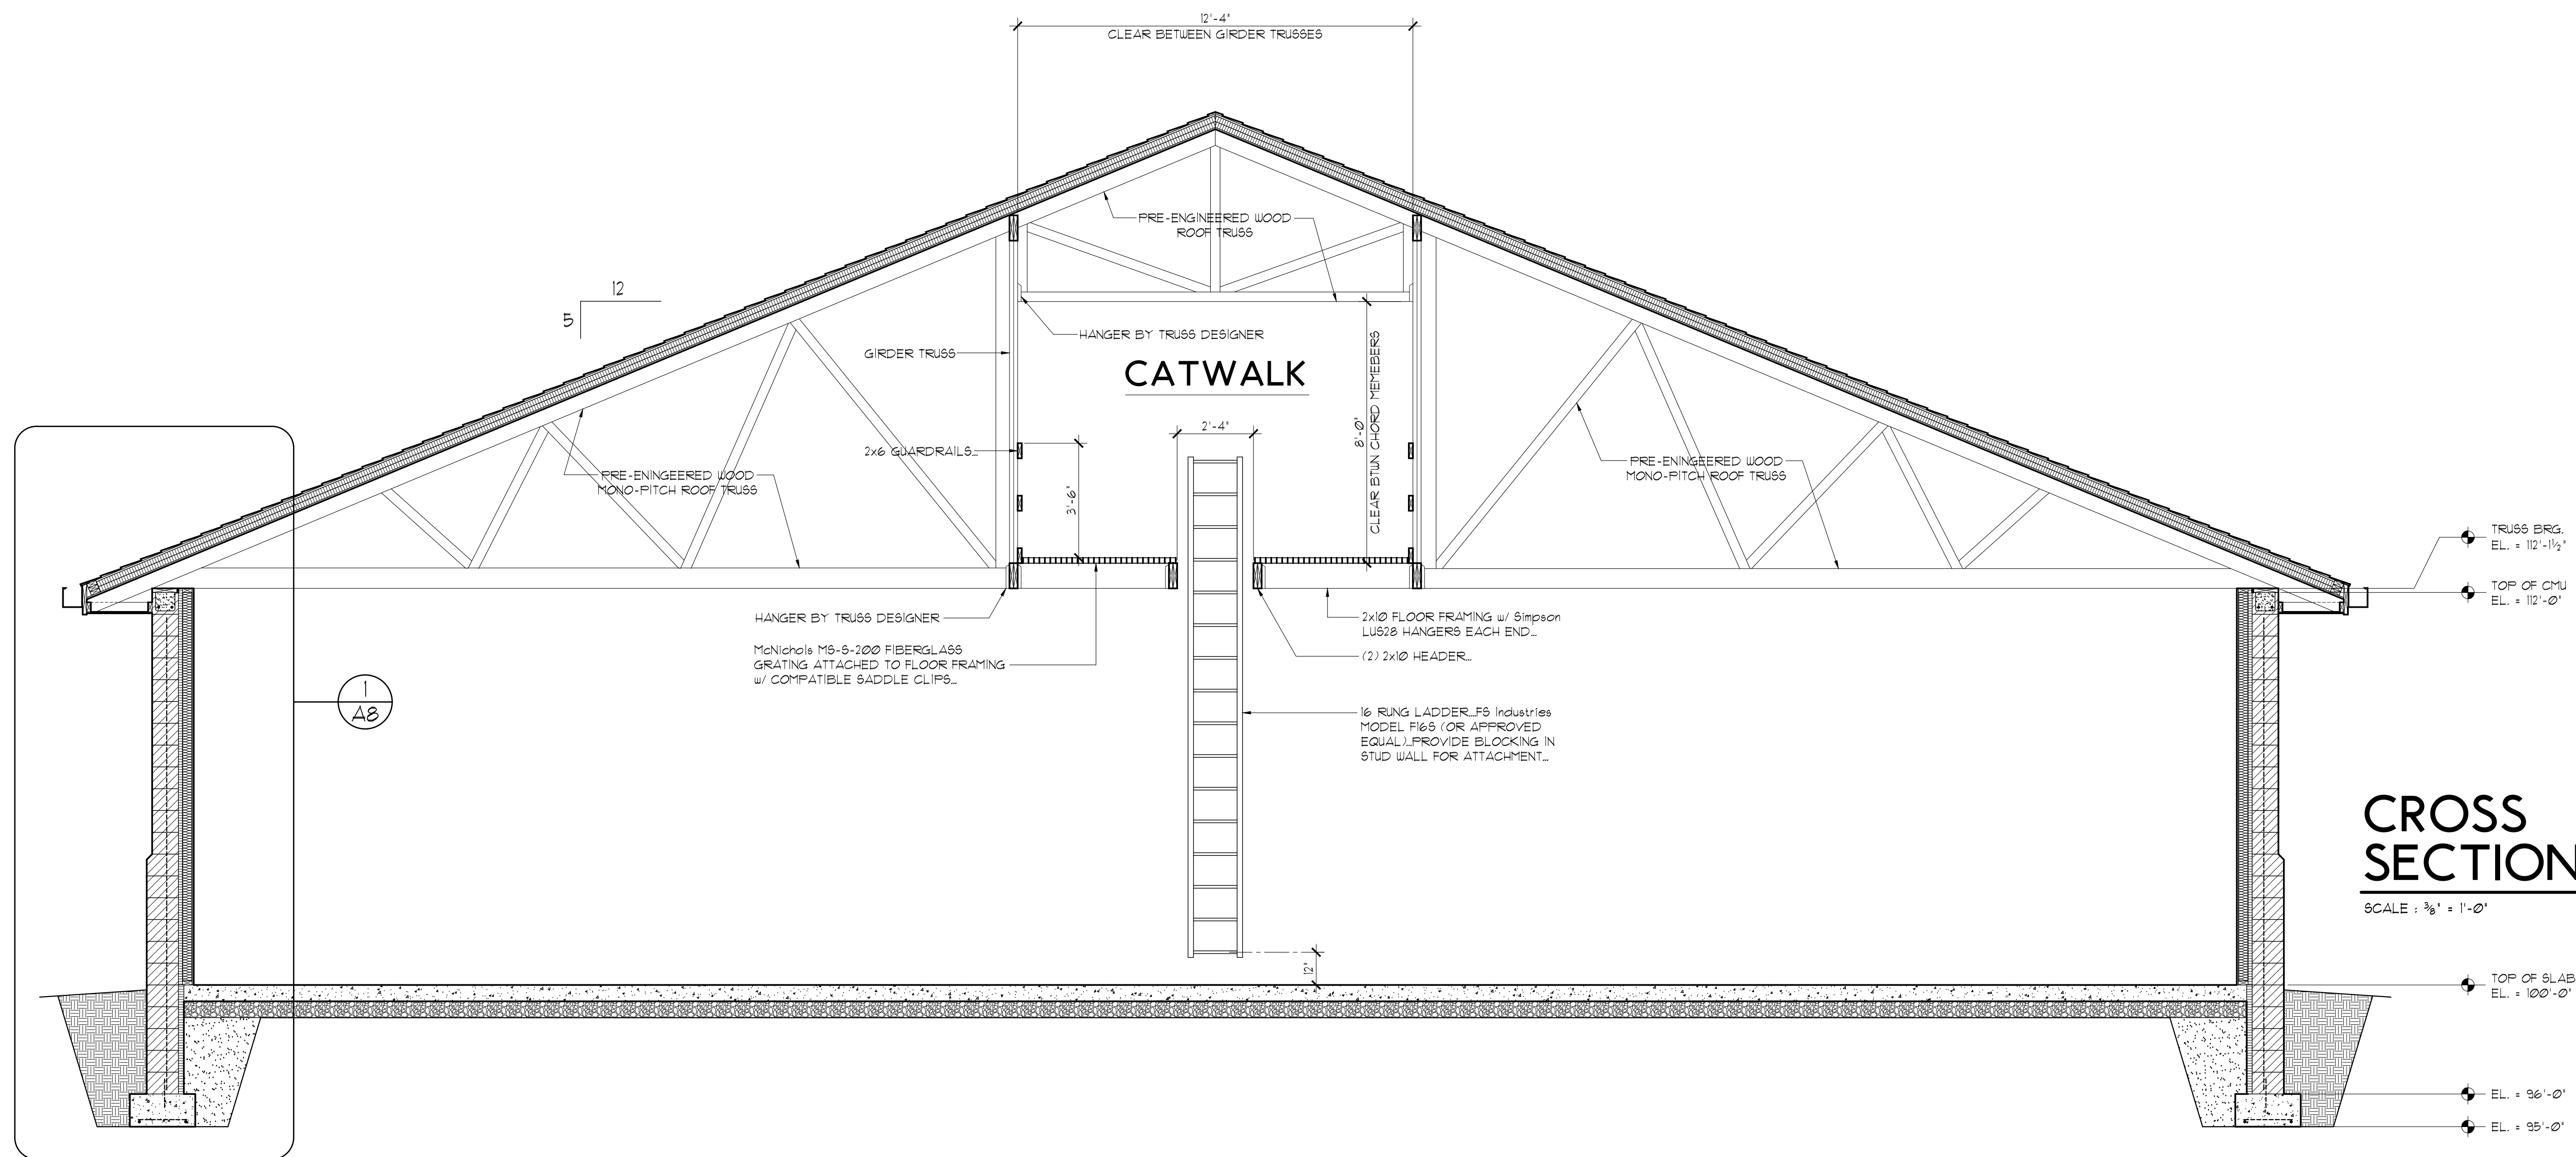 12'-4"
CLEAR BETWEEN GIRDER TRUSSES
PRE-ENGINEERED WOOD
ROOF TRUSS
12
5
HANGER BY TRUSS DESIGNER
GIRDER TRUSS
CATWALK
8'-0"
CLEAR BTWN CHORD MEMEBERS
2'-4"
2x6 GUARDRAILS...
3'-6"
PRE-ENINGEERED WOOD
MONO-PITCH ROOF TRUSS
PRE-ENINGEERED WOOD
MONO-PITCH ROOF TRUSS
TRUSS BRG.
EL. = 112'-1½"
TOP OF CMU
EL. = 112'-0"
HANGER BY TRUSS DESIGNER
McNichols MS-S-200 FIBERGLASS
GRATING ATTACHED TO FLOOR FRAMING
w/ COMPATIBLE SADDLE CLIPS...
2x10 FLOOR FRAMING w/ Simpson
LUS28 HANGERS EACH END...
(2) 2x10 HEADER...
1
A8
16 RUNG LADDER...FS Industries
MODEL F16S (OR APPROVED
EQUAL)...PROVIDE BLOCKING IN
STUD WALL FOR ATTACHMENT...
CROSS
SECTION
SCALE : ⅜" = 1'-0"
12"
TOP OF SLAB
EL. = 100'-0"
EL. = 96'-0"
EL. = 95'-0"